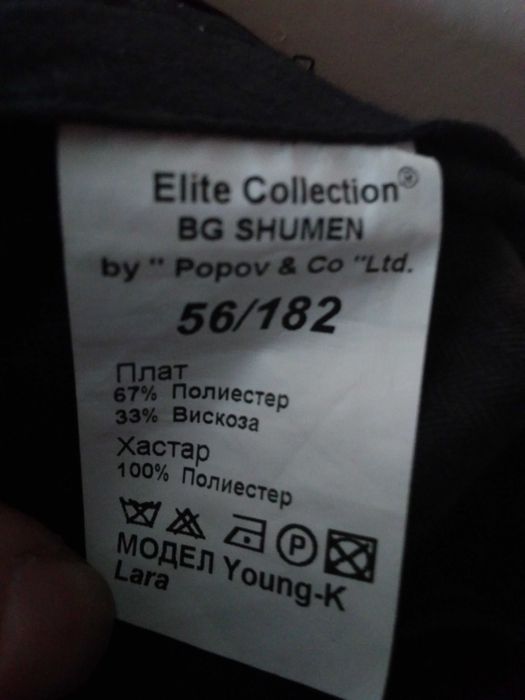 Elite Collection®
BG SHUMEN
by " Popov & Co "Ltd.
56/182
Плат
67% Полиестер
33% Вискоза
Хастар
100% Полиестер
P
МОДЕЛ Young-K
Lara